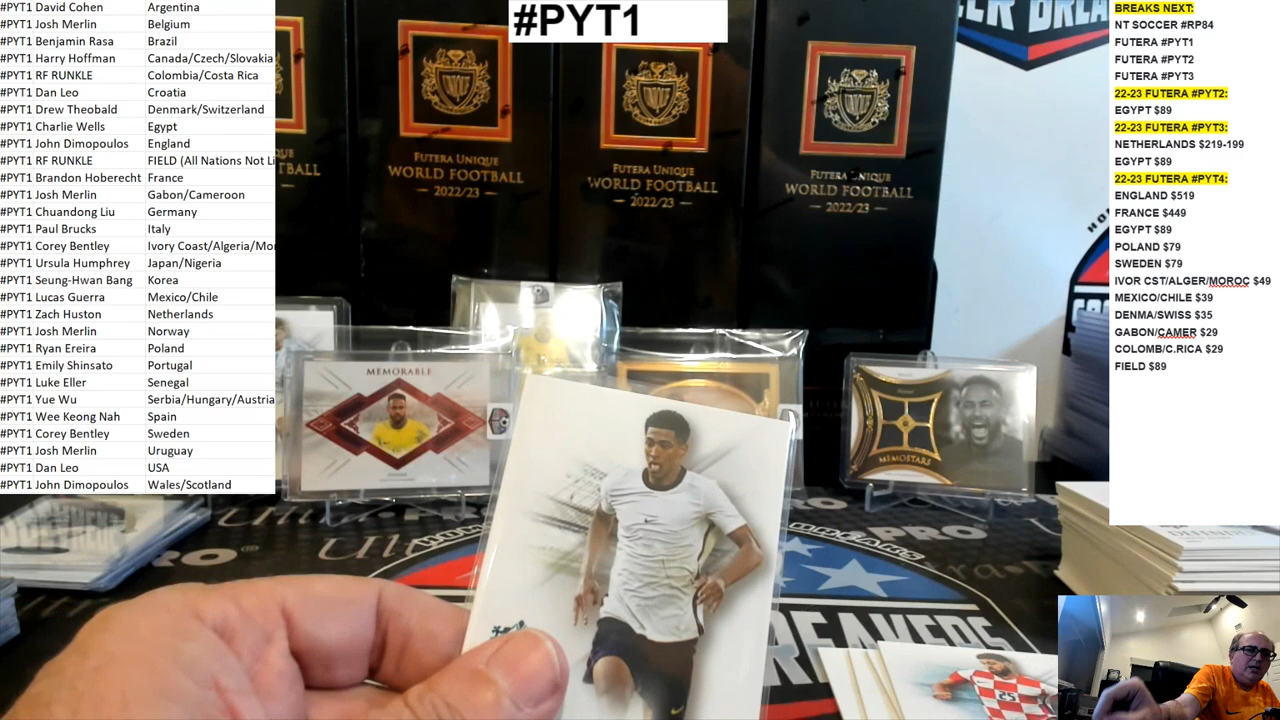 #PYT1 David Cohen Argentina
#PYT1 Josh Merlin Belgium
#PYT1 Benjamin Rasa Brazil
#PYT1 Harry Hoffman Canada/Czech/Slovakia
#PYT1 RF RUNKLE Colombia/Costa Rica
#PYT1 Dan Leo Croatia
#PYT1 Drew Theobald Denmark/Switzerland
#PYT1 Charlie Wells Egypt
#PYT1 John Dimopoulos England
#PYT1 RF RUNKLE FIELD (All Nations Not Li
#PYT1 Brandon Hoberecht France
#PYT1 Josh Merlin Gabon/Cameroon
#PYT1 Chuandong Liu Germany
#PYT1 Paul Brucks Italy
#PYT1 Corey Bentley Ivory Coast/Algeria/Mor
#PYT1 Ursula Humphrey Japan/Nigeria
#PYT1 Seung-Hwan Bang Korea
#PYT1 Lucas Guerra Mexico/Chile
#PYT1 Zach Huston Netherlands
#PYT1 Josh Merlin Norway
#PYT1 Ryan Ereira Poland
#PYT1 Emily Shinsato Portugal
#PYT1 Luke Eller Senegal
#PYT1 Yue Wu Serbia/Hungary/Austria
#PYT1 Wee Keong Nah Spain
#PYT1 Corey Bentley Sweden
#PYT1 Josh Merlin Uruguay
#PYT1 Dan Leo USA
#PYT1 John Dimopoulos Wales/Scotland
#PYT1
FUTERA UNIQUE
WORLD FOOTBALL
2022/23
FUTERA UNIQUE
WORLD FOOTBALL
2022/23
FUTERA UNIQUE
WORLD FOOTBALL
2022/23
MEMORABLE
MEMOSTARS
PRO
BREAKERS
25
BREAKS NEXT:
NT SOCCER #RP84
FUTERA #PYT1
FUTERA #PYT2
FUTERA #PYT3
22-23 FUTERA #PYT2:
EGYPT $89
22-23 FUTERA #PYT3:
NETHERLANDS $219-199
EGYPT $89
22-23 FUTERA #PYT4:
ENGLAND $519
FRANCE $449
EGYPT $89
POLAND $79
SWEDEN $79
IVOR CST/ALGER/MOROC $49
MEXICO/CHILE $39
DENMA/SWISS $35
GABON/CAMER $29
COLOMB/C.RICA $29
FIELD $89